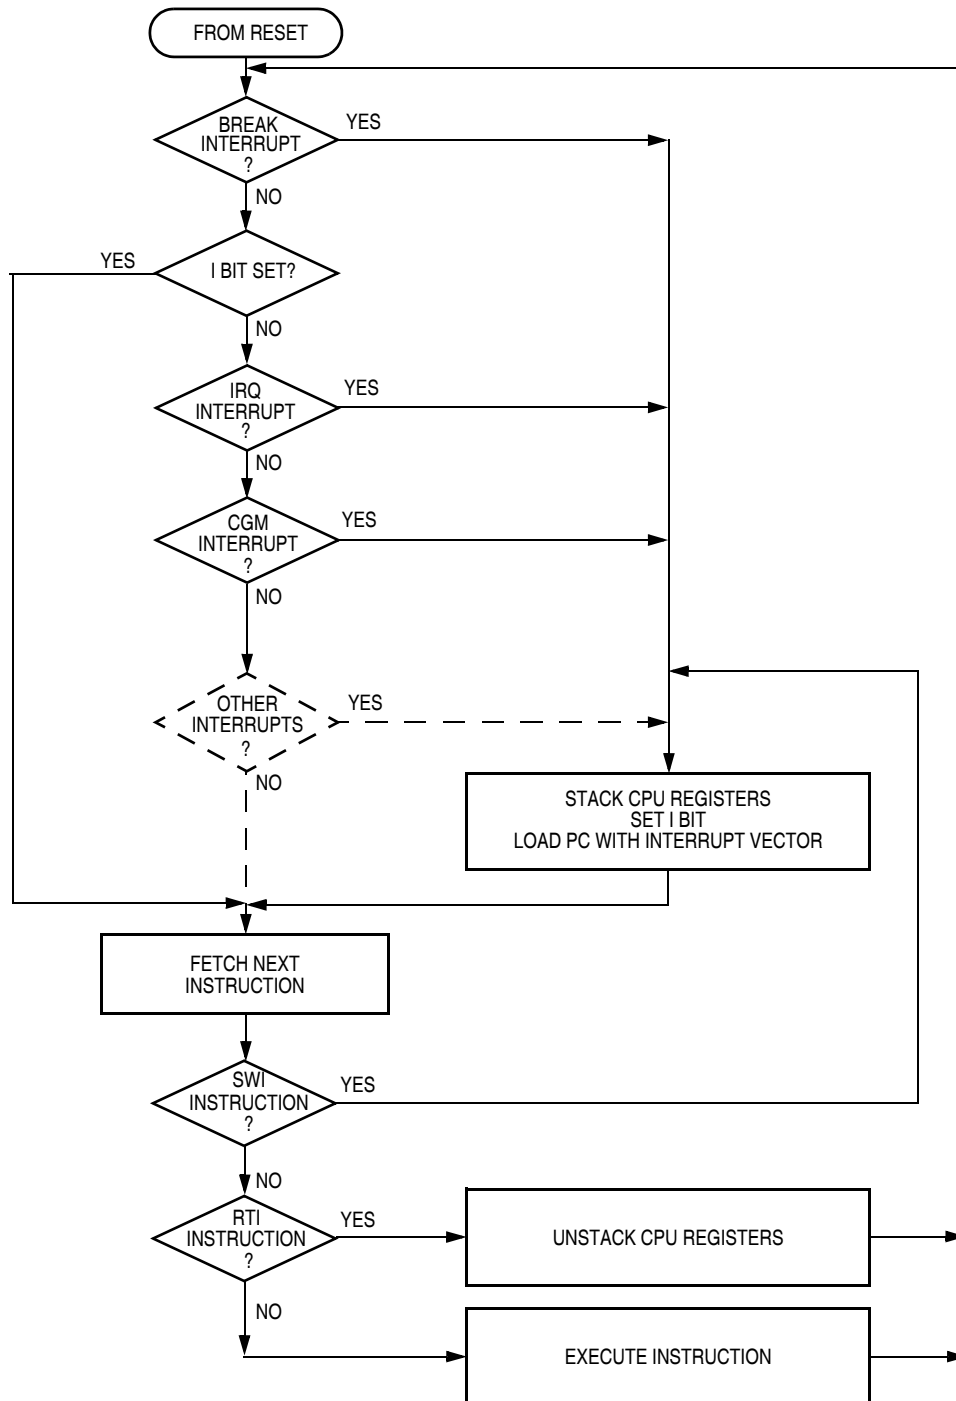 FROM RESET
BREAK
INTERRUPT
?
YES
NO
I BIT SET?
YES
NO
IRQ
INTERRUPT
?
YES
NO
CGM
INTERRUPT
?
YES
NO
OTHER
INTERRUPTS
?
YES
NO
STACK CPU REGISTERS
SET I BIT
LOAD PC WITH INTERRUPT VECTOR
FETCH NEXT
INSTRUCTION
SWI
INSTRUCTION
?
YES
NO
RTI
INSTRUCTION
?
YES
UNSTACK CPU REGISTERS
NO
EXECUTE INSTRUCTION